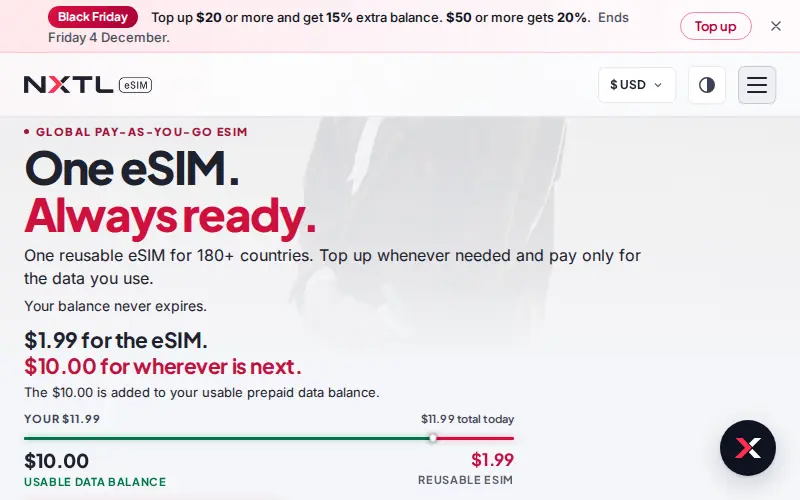 Black Friday Top up $20 or more and get 15% extra balance. $50 or more gets 20%. Ends
Friday 4 December.
Top up
NXTL eSIM
$ USD
GLOBAL PAY-AS-YOU-GO ESIM
One eSIM.
Always ready.
One reusable eSIM for 180+ countries. Top up whenever needed and pay only for
the data you use.
Your balance never expires.
$1.99 for the eSIM.
$10.00 for wherever is next.
The $10.00 is added to your usable prepaid data balance.
YOUR $11.99
$11.99 total today
$10.00
$1.99
USABLE DATA BALANCE
REUSABLE ESIM